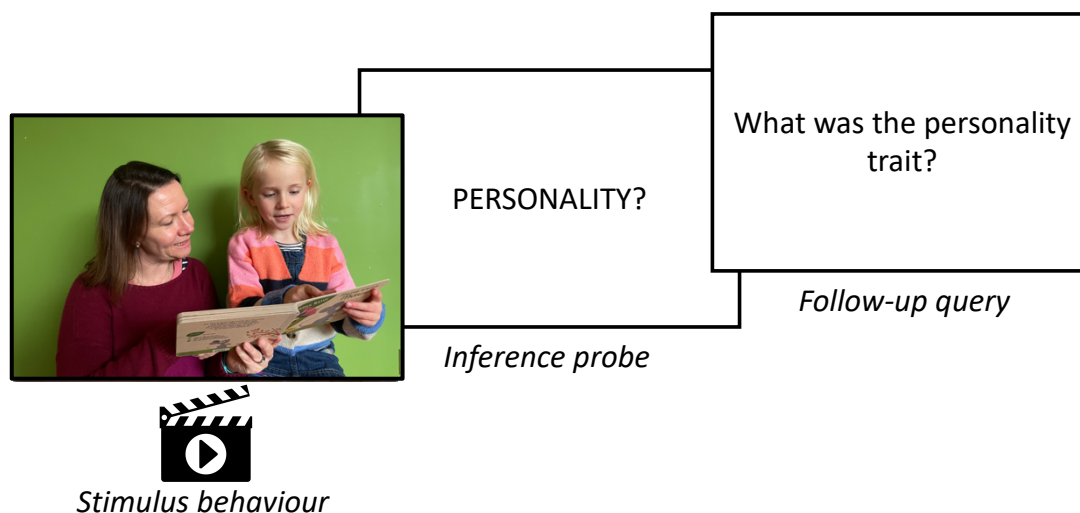 What was the personality
trait?
PERSONALITY?
Follow-up query
Inference probe
Stimulus behaviour